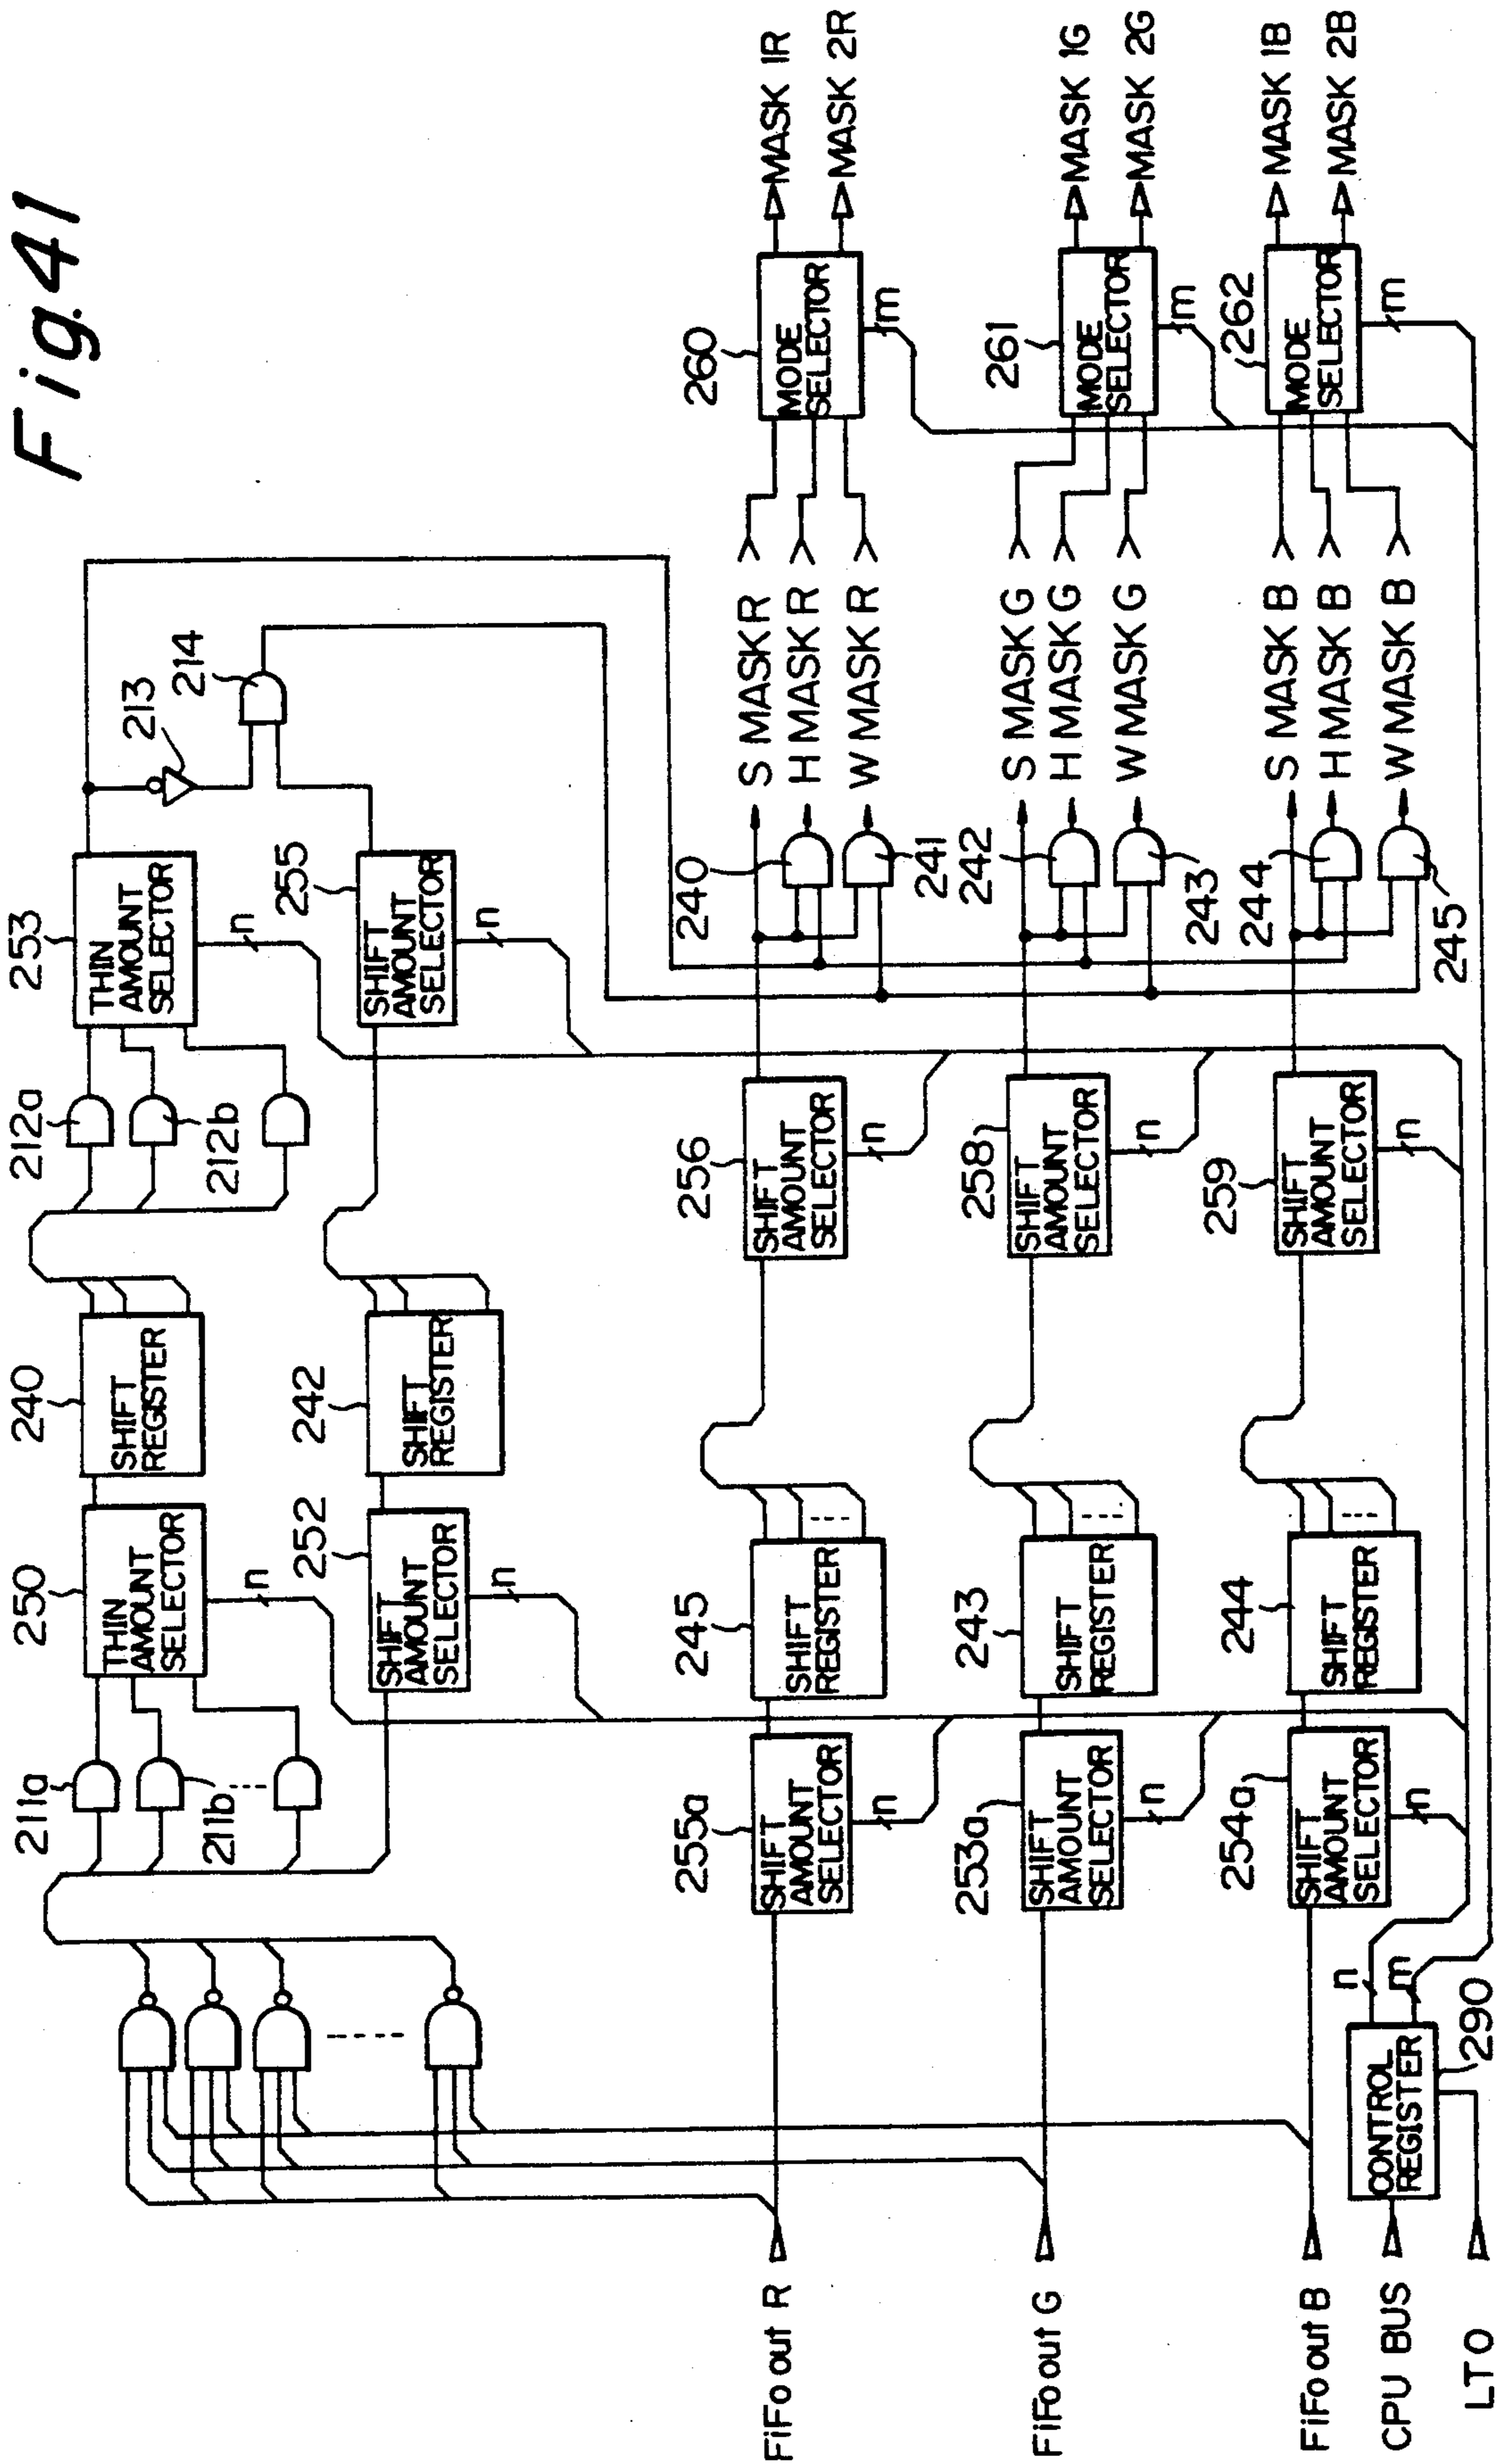 Fig.41
211a
211b
250
THIN
AMOUNT
SELECTOR
n
240
SHIFT
REGISTER
212a
212b
253
THIN
AMOUNT
SELECTOR
n
213
214
252
SHIFT
AMOUNT
SELECTOR
n
242
SHIFT
REGISTER
255
SHIFT
AMOUNT
SELECTOR
n
FiFo out R
255a
SHIFT
AMOUNT
SELECTOR
n
245
SHIFT
REGISTER
256
SHIFT
AMOUNT
SELECTOR
n
240
241
S MASK R
H MASK R
W MASK R
260
MODE
SELECTOR
m
MASK 1R
MASK 2R
FiFo out G
253a
SHIFT
AMOUNT
SELECTOR
n
243
SHIFT
REGISTER
258
SHIFT
AMOUNT
SELECTOR
n
242
243
S MASK G
H MASK G
W MASK G
261
MODE
SELECTOR
m
MASK 1G
MASK 2G
FiFo out B
254a
SHIFT
AMOUNT
SELECTOR
n
244
SHIFT
REGISTER
259
SHIFT
AMOUNT
SELECTOR
n
244
245
S MASK B
H MASK B
W MASK B
262
MODE
SELECTOR
m
MASK 1B
MASK 2B
CPU BUS
CONTROL
REGISTER
n
m
290
LTO